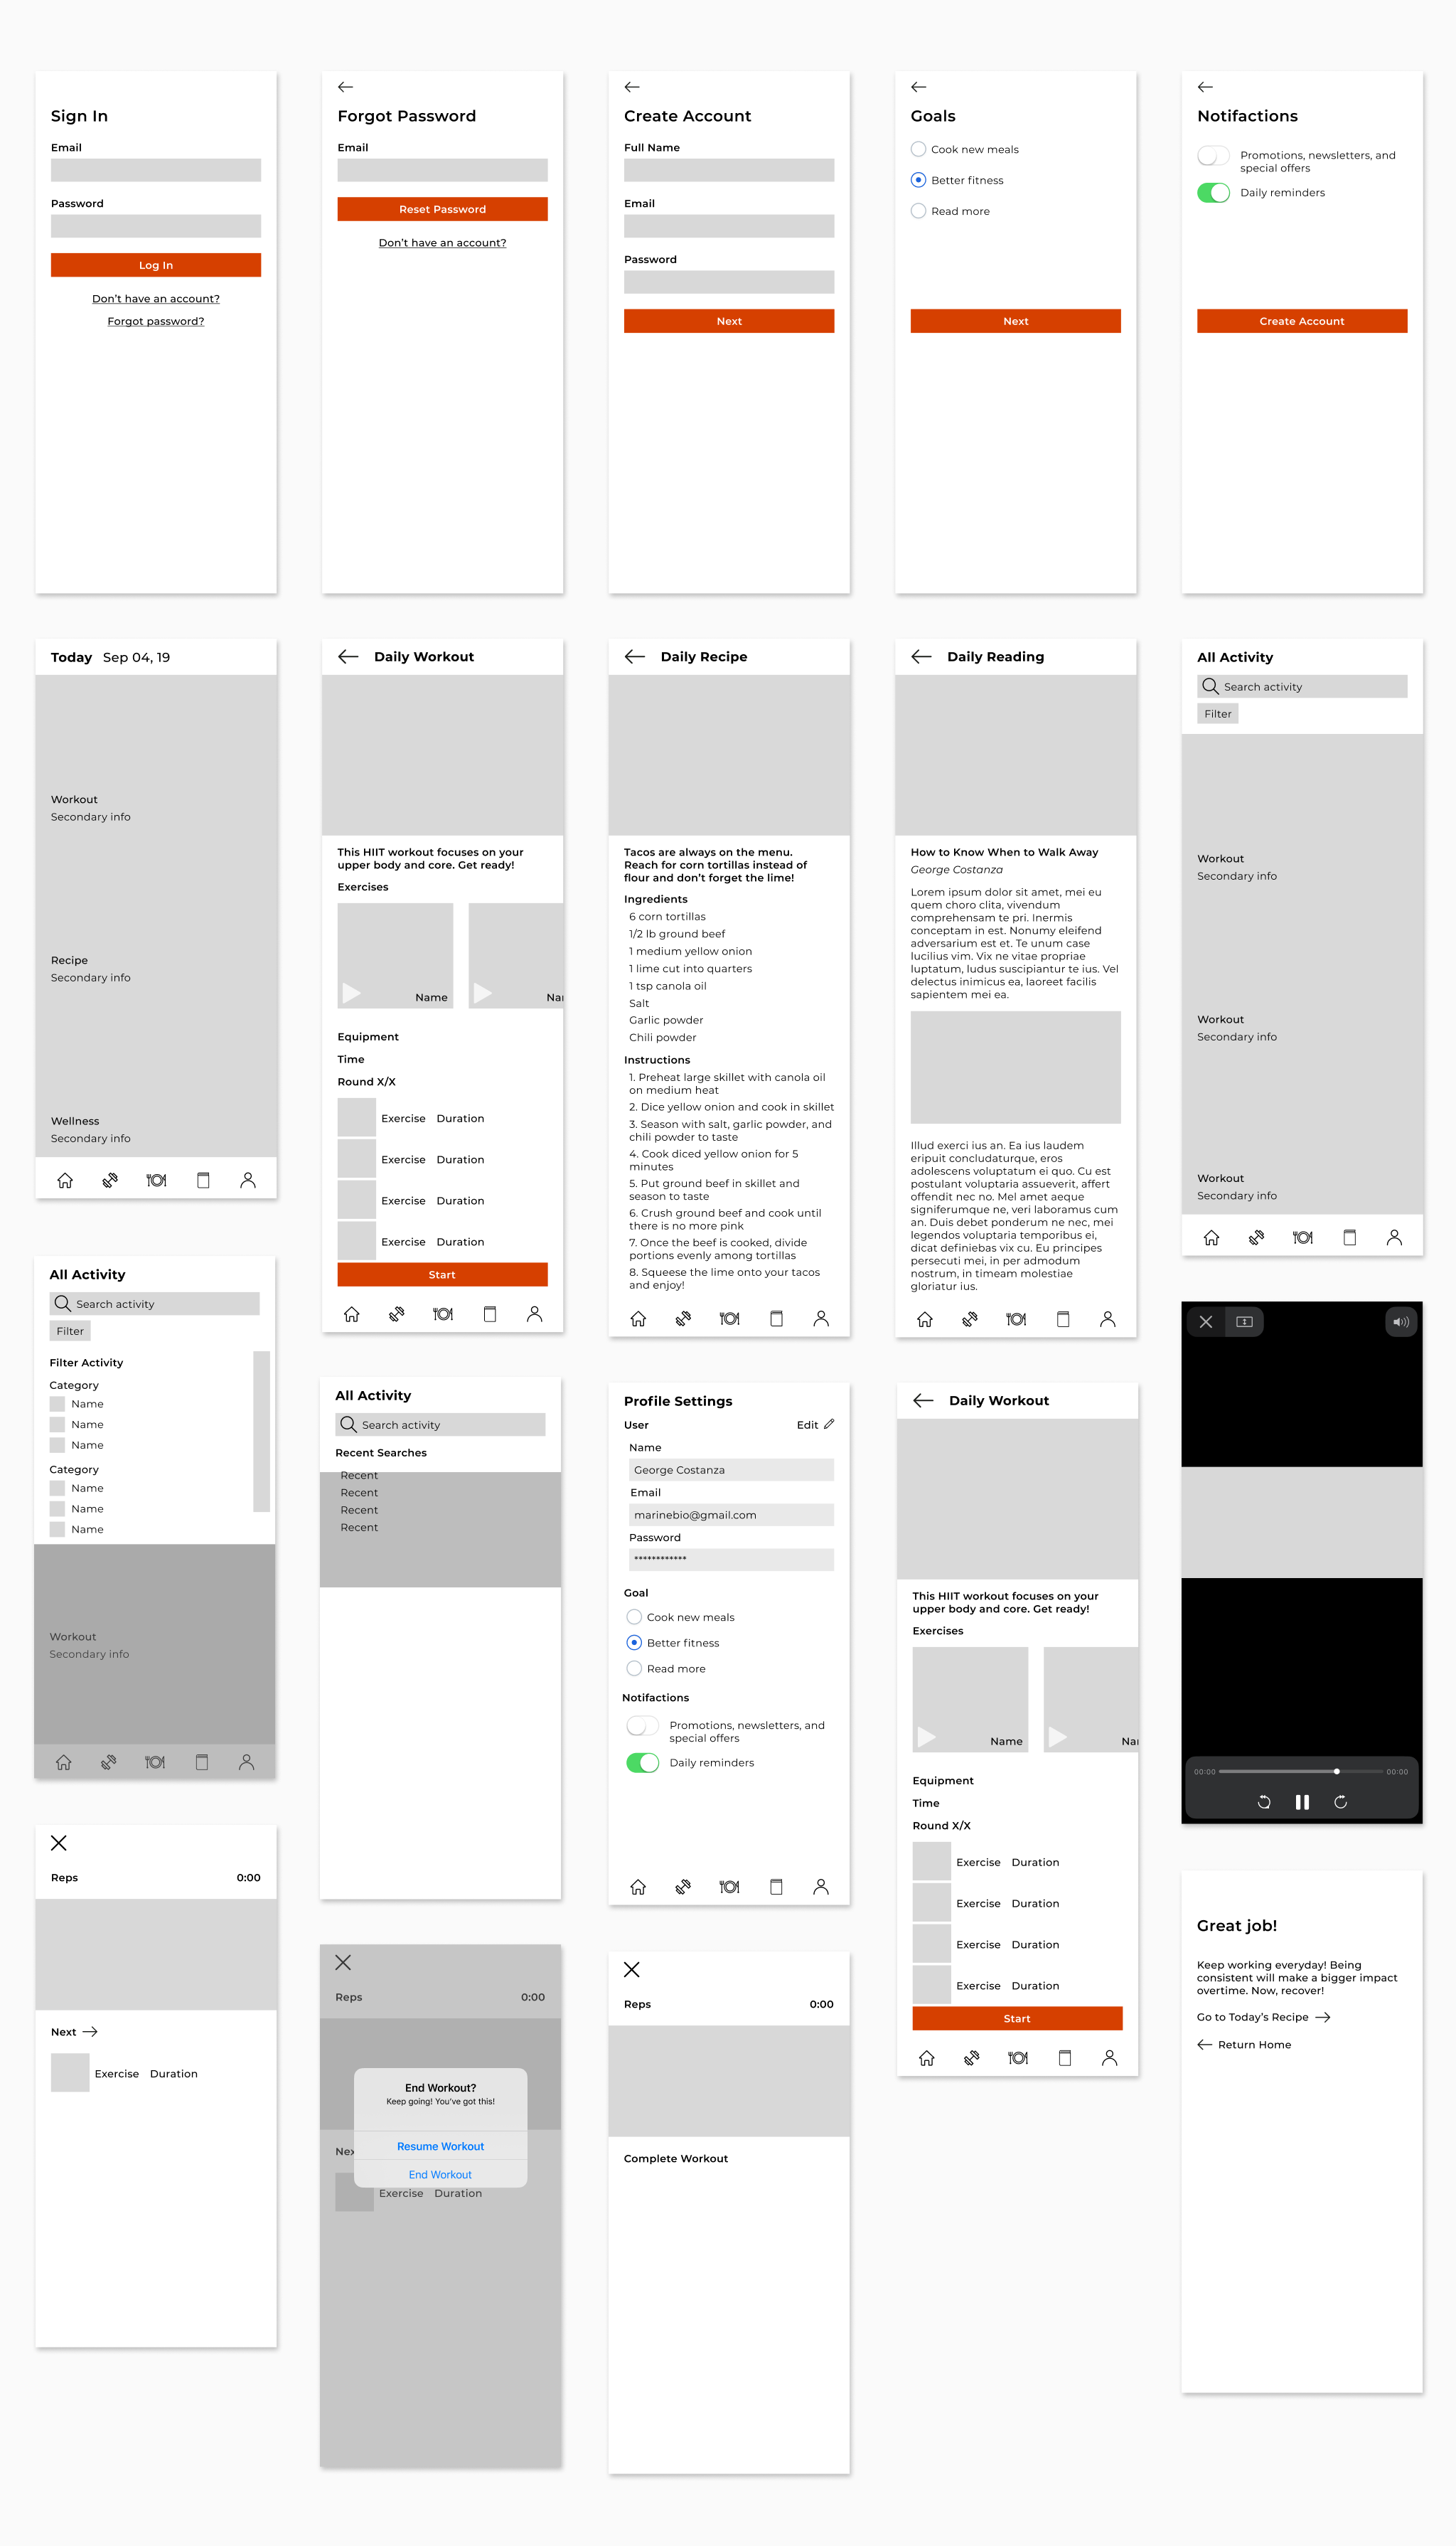 Sign In
Email
Password
Log In
Don't have an account?
Forgot password?
Forgot Password
Email
Reset Password
Don't have an account?
Create Account
Full Name
Email
Password
Next
Goals
Cook new meals
Better fitness
Read more
Next
Notifactions
Promotions, newsletters, and
special offers
Daily reminders
Create Account
Today Sep 04, 19
Workout
Secondary info
Recipe
Secondary info
Wellness
Secondary info
Daily Workout
This HIIT workout focuses on your
upper body and core. Get ready!
Exercises
Name Nai
Equipment
Time
Round X/X
Exercise Duration
Exercise Duration
Exercise Duration
Exercise Duration
Start
Daily Recipe
Tacos are always on the menu.
Reach for corn tortillas instead of
flour and don't forget the lime!
Ingredients
6 corn tortillas
1/2 lb ground beef
1 medium yellow onion
1 lime cut into quarters
1 tsp canola oil
Salt
Garlic powder
Chili powder
Instructions
1. Preheat large skillet with canola oil
on medium heat
2. Dice yellow onion and cook in skillet
3. Season with salt, garlic powder, and
chili powder to taste
4. Cook diced yellow onion for 5
minutes
5. Put ground beef in skillet and
season to taste
6. Crush ground beef and cook until
there is no more pink
7. Once the beef is cooked, divide
portions evenly among tortillas
8. Squeese the lime onto your tacos
and enjoy!
Daily Reading
How to Know When to Walk Away
George Costanza
Lorem ipsum dolor sit amet, mei eu
quem choro clita, vivendum
comprehensam te pri. Inermis
conceptam in est. Nonumy eleifend
adversarium est et. Te unum case
lucilius vim. Vix ne vitae propriae
luptatum, ludus suscipiantur te ius. Vel
delectus inimicus ea, laoreet facilis
sapientem mei ea.
Illud exerci ius an. Ea ius laudem
eripuit concludaturque, eros
adolescens voluptatum ei quo. Cu est
postulant voluptaria assueverit, affert
offendit nec no. Mel amet aeque
signiferumque ne, veri laboramus cum
an. Duis debet ponderum ne nec, mei
legendos voluptaria temporibus ei,
dicat definiebas vix cu. Eu principes
persecuti mei, in per admodum
nostrum, in timeam molestiae
gloriatur ius.
All Activity
Search activity
Filter
Workout
Secondary info
Workout
Secondary info
Workout
Secondary info
All Activity
Search activity
Filter
Filter Activity
Category
Name
Name
Name
Category
Name
Name
Name
Workout
Secondary info
All Activity
Search activity
Recent Searches
Recent
Recent
Recent
Recent
Profile Settings
User Edit
Name
George Costanza
Email
marinebio@gmail.com
Password
************
Goal
Cook new meals
Better fitness
Read more
Notifactions
Promotions, newsletters, and
special offers
Daily reminders
Daily Workout
This HIIT workout focuses on your
upper body and core. Get ready!
Exercises
Name Nai
Equipment
Time
Round X/X
Exercise Duration
Exercise Duration
Exercise Duration
Exercise Duration
Start
00:00 00:00
Reps 0:00
Next
Exercise Duration
Reps 0:00
End Workout?
Keep going! You've got this!
Resume Workout
End Workout
Nex
Exercise Duration
Reps 0:00
Complete Workout
Great job!
Keep working everyday! Being
consistent will make a bigger impact
overtime. Now, recover!
Go to Today's Recipe
Return Home